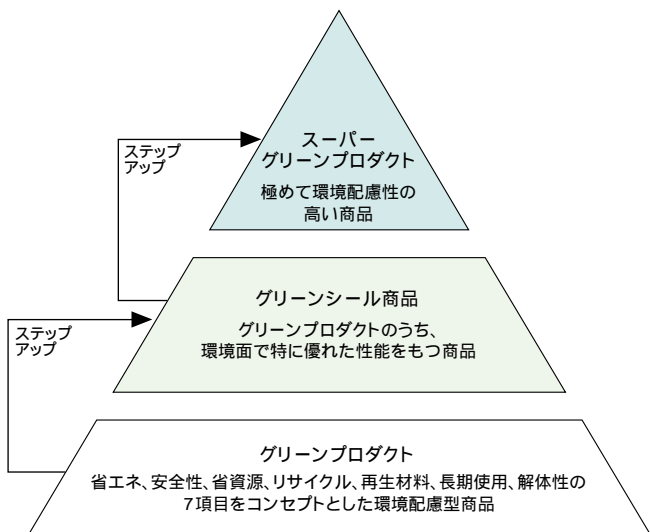 スーパー
グリーンプロダクト
極めて環境配慮性の
高い商品
ステップ
アップ
グリーンシール商品
グリーンプロダクトのうち、
環境面で特に優れた性能をもつ商品
ステップ
アップ
グリーンプロダクト
省エネ、安全性、省資源、リサイクル、再生材料、長期使用、解体性の
7項目をコンセプトとした環境配慮型商品